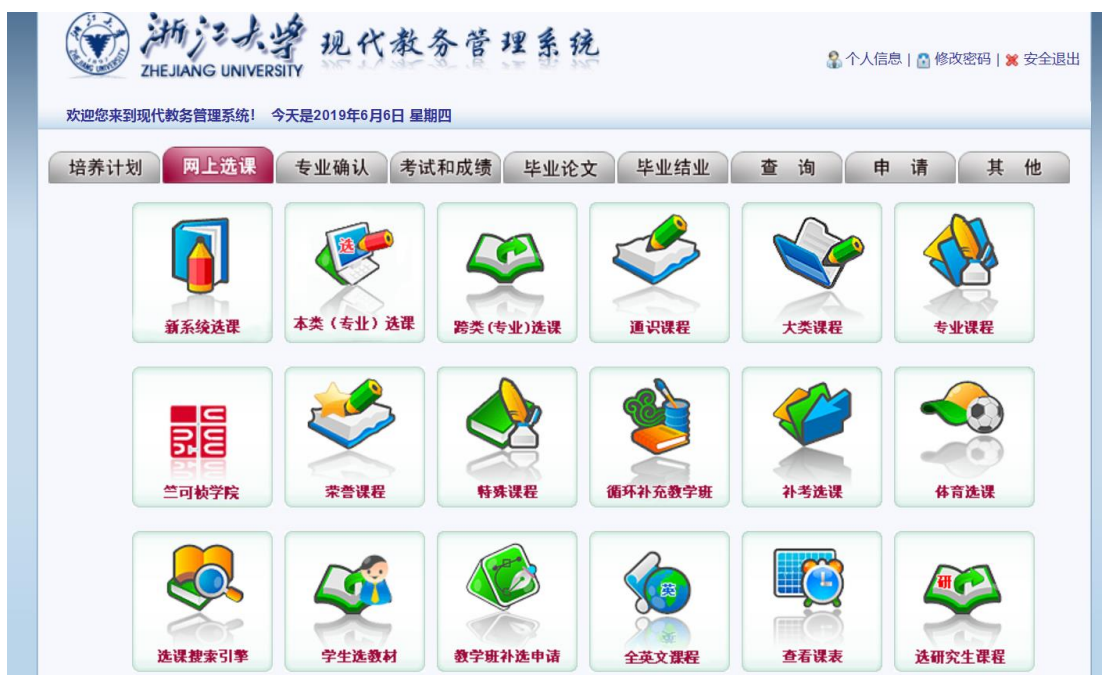 浙江大学 现代教务管理系统
ZHEJIANG UNIVERSITY
个人信息 | 修改密码 | 安全退出
欢迎您来到现代教务管理系统! 今天是2019年6月6日 星期四
培养计划 网上选课 专业确认 考试和成绩 毕业论文 毕业结业 查 询 申 请 其 他
选
新系统选课 本类（专业）选课 跨类(专业)选课 通识课程 大类课程 专业课程
竺可桢学院 荣誉课程 特殊课程 循环补充教学班 补考选课 体育选课
英 研
选课搜索引擎 学生选教材 教学班补选申请 全英文课程 查看课表 选研究生课程